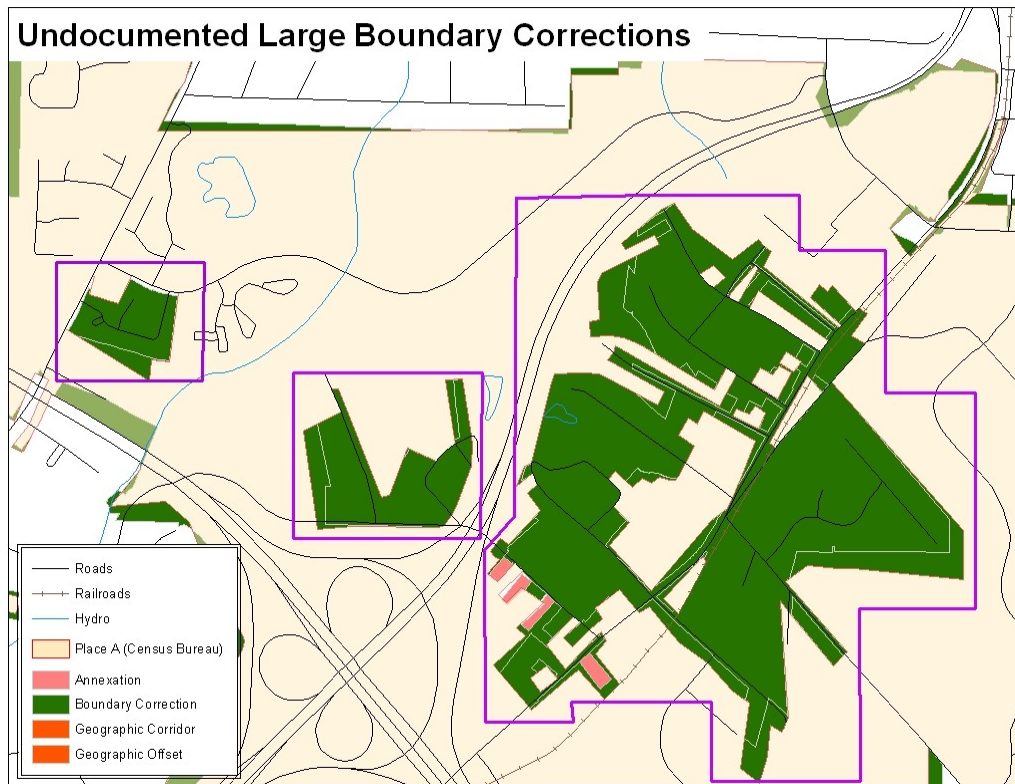 Undocumented Large Boundary Corrections
Roads
Railroads
Hydro
Place A (Census Bureau)
Annexation
Boundary Correction
Geographic Corridor
Geographic Offset